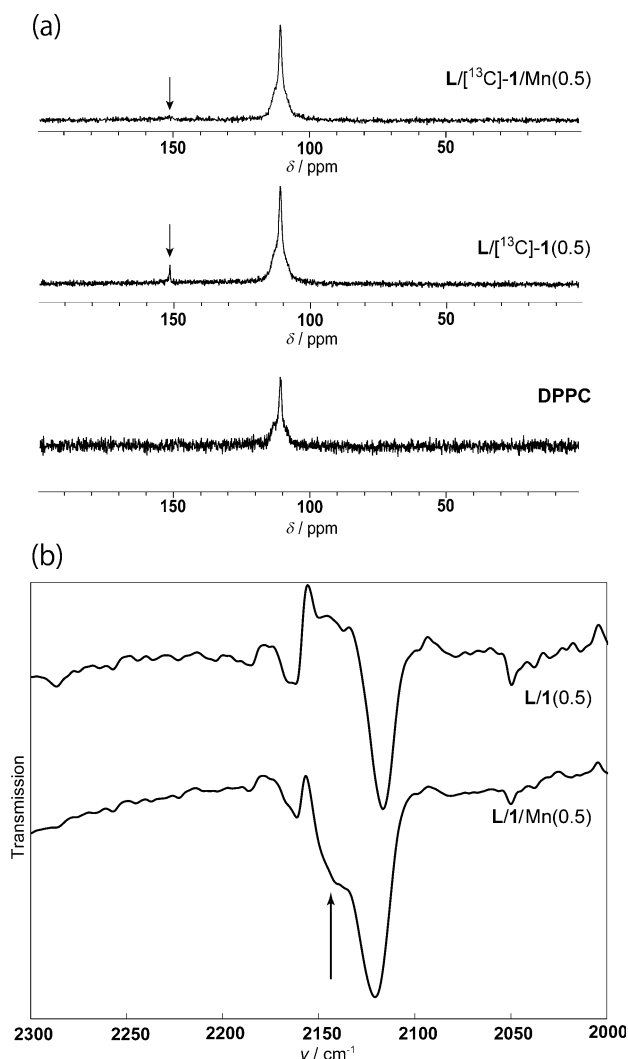 (a)
L/[¹³C]-1/Mn(0.5)
150 100 50
δ / ppm
L/[¹³C]-1(0.5)
150 100 50
δ / ppm
DPPC
150 100 50
δ / ppm
(b)
L/1(0.5)
L/1/Mn(0.5)
Transmission
2300 2250 2200 2150 2100 2050 2000
ν / cm⁻¹